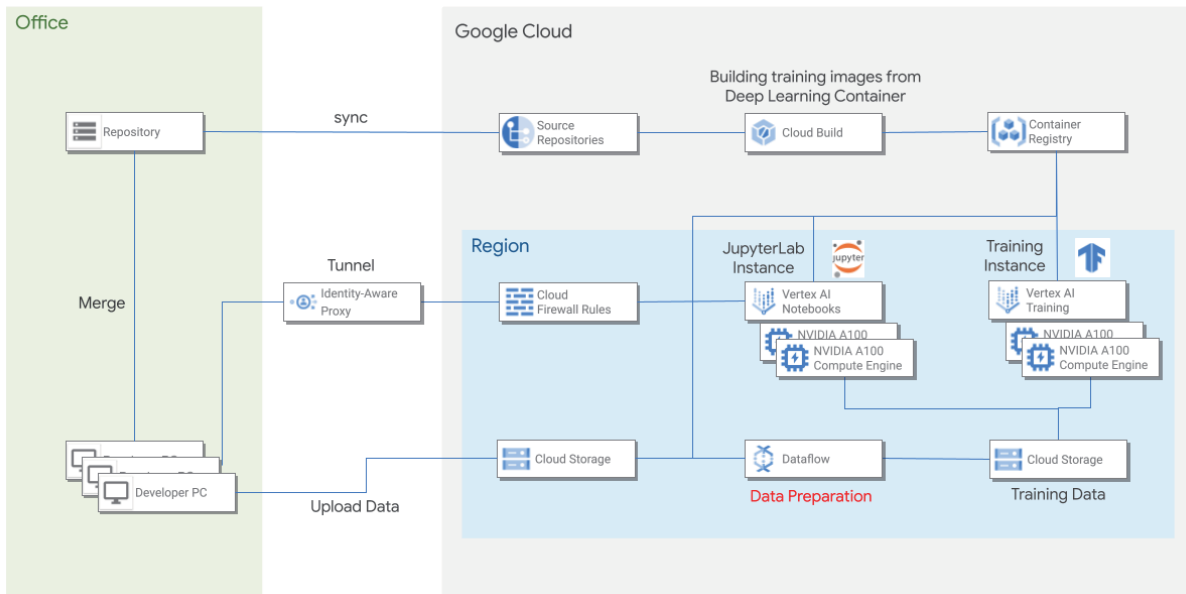 Office
Google Cloud
Building training images from
Deep Learning Container
Repository
sync
Source
Repositories
Cloud Build
Container
Registry
Region
JupyterLab
Instance
jupyter
Training
Instance
Tunnel
Merge
Identity-Aware
Proxy
Cloud
Firewall Rules
Vertex AI
Notebooks
NVIDIA A100
NVIDIA A100
Compute Engine
Vertex AI
Training
NVIDIA A100
NVIDIA A100
Compute Engine
Developer PC
Upload Data
Cloud Storage
Dataflow
Data Preparation
Cloud Storage
Training Data